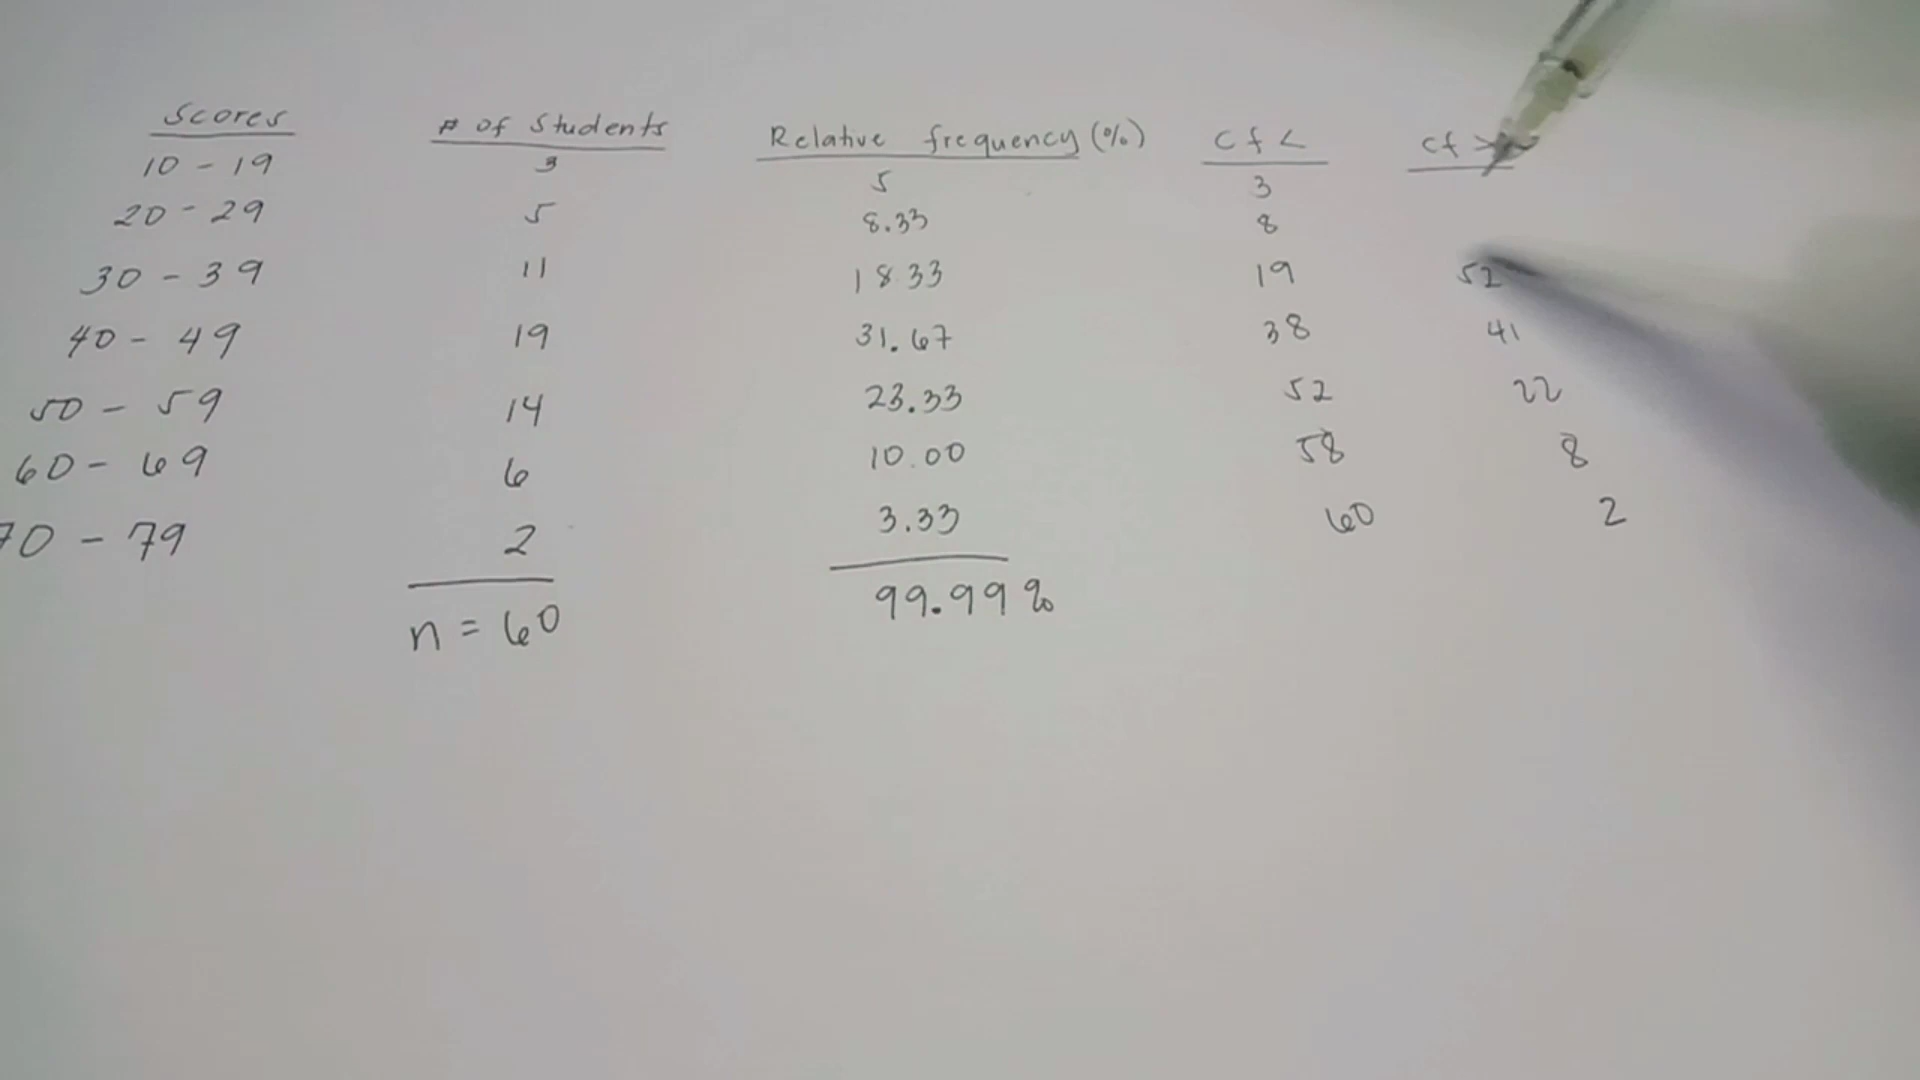 Scores # of Students Relative frequency (%) cf < cf >
10 - 19 3 5 3
20 - 29 5 8.33 8
30 - 39 11 18.33 19 52
40 - 49 19 31.67 38 41
50 - 59 14 23.33 52 22
60 - 69 6 10.00 58 8
70 - 79 2 3.33 60 2
n = 60 99.99 %